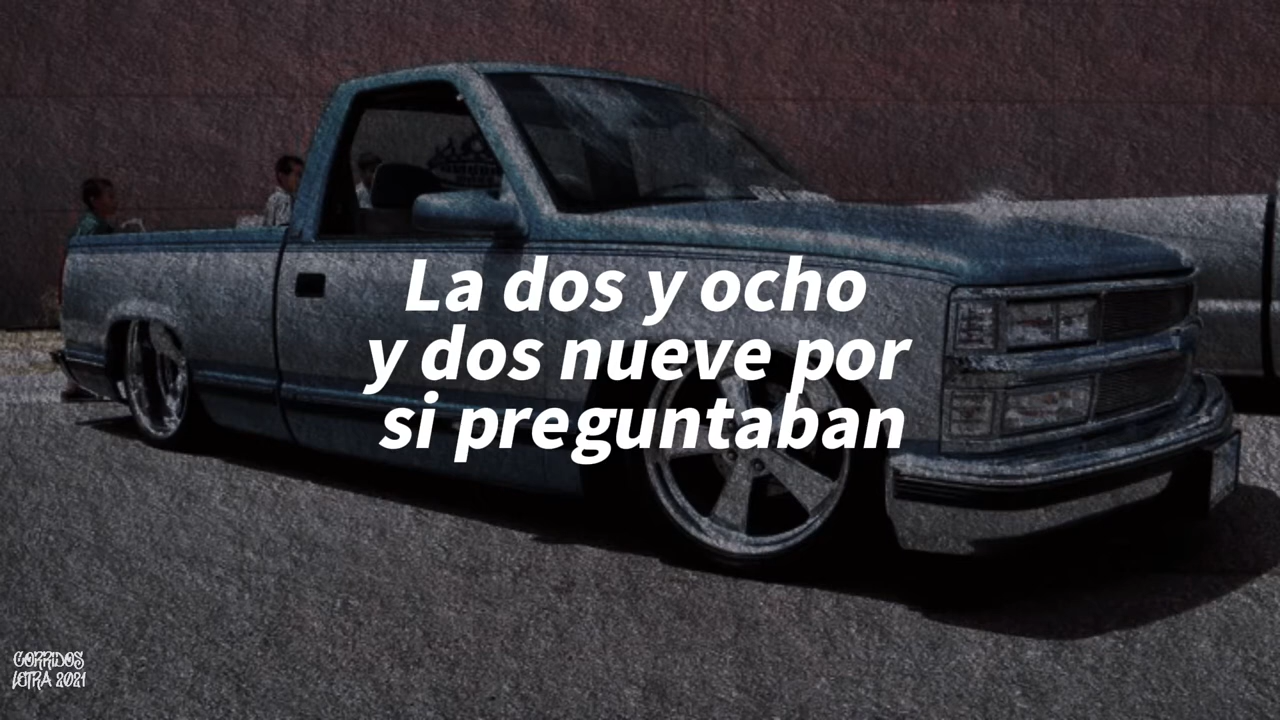 La dos y ocho
y dos nueve por
si preguntaban
CORRIDOS
LETRA 2021